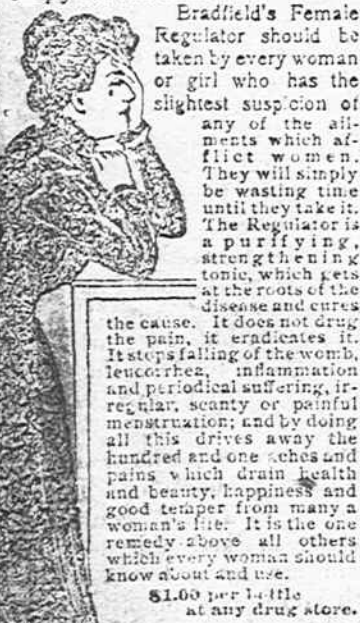 Bradfield's Female
Regulator should be
taken by every woman
or girl who has the
slightest suspicion of
any of the ail-
ments which af-
flict women.
They will simply
be wasting time
until they take it.
The Regulator is
a purifying,
strengthening
tonic, which gets
at the roots of the
disease and cures
the cause. It does not drug
the pain, it eradicates it.
It stops falling of the womb,
leucorrhea, inflammation
and periodical suffering, ir-
regular, scanty or painful
menstruation; and by doing
all this drives away the
hundred and one aches and
pains which drain health
and beauty, happiness and
good temper from many a
woman's life. It is the one
remedy above all others
which every woman should
know about and use.
$1.00 per bottle
at any drug store.